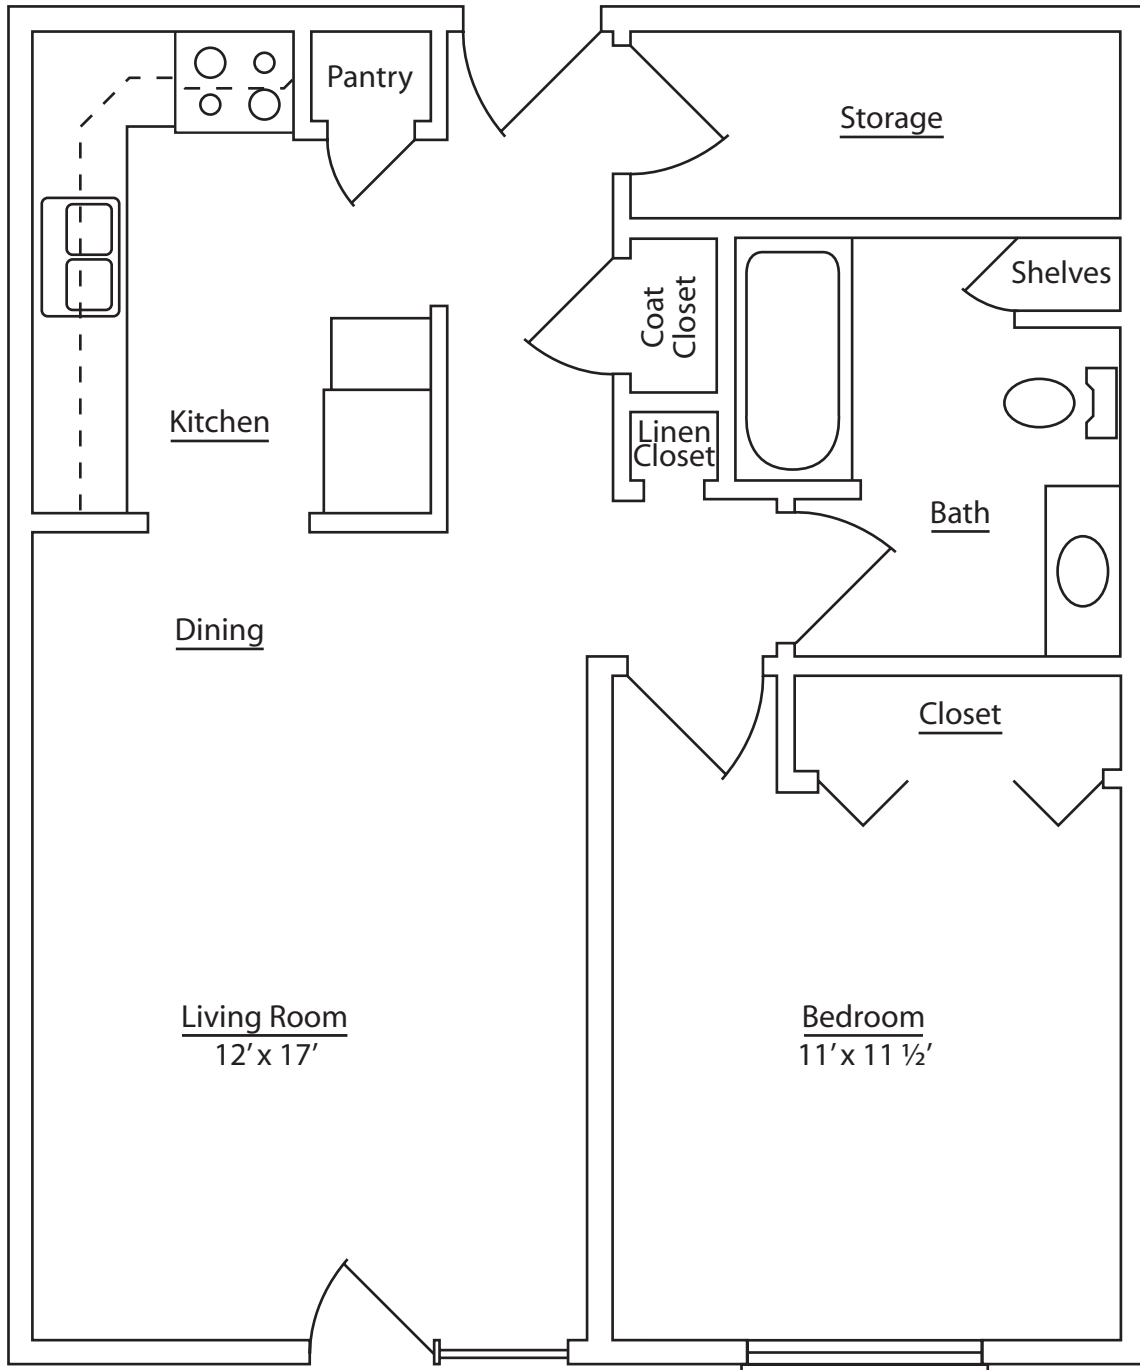 Pantry
Storage
Shelves
Coat
Closet
Kitchen
Linen
Closet
Bath
Dining
Closet
Living Room
12’ x 17’
Bedroom
11’ x 11 ½’